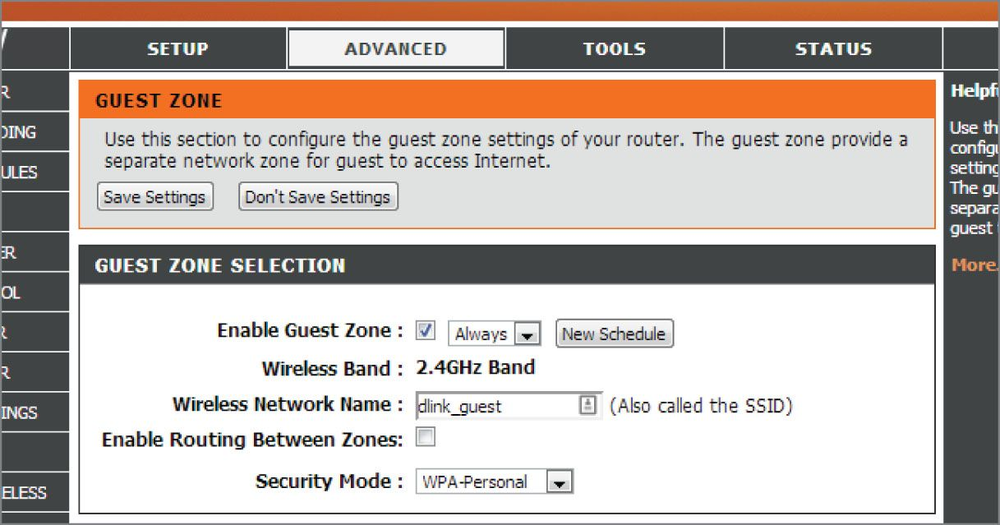 SETUP
ADVANCED
TOOLS
STATUS
GUEST ZONE
Use this section to configure the guest zone settings of your router. The guest zone provide a
separate network zone for guest to access Internet.
Save Settings
Don't Save Settings
GUEST ZONE SELECTION
Enable Guest Zone :
Always
New Schedule
Wireless Band : 2.4GHz Band
Wireless Network Name : dlink_guest (Also called the SSID)
Enable Routing Between Zones:
Security Mode : WPA-Personal
R
DING
ULES
ER
OL
R
R
INGS
ELESS
Helpf
Use th
config
setting
The gu
separa
guest
More.